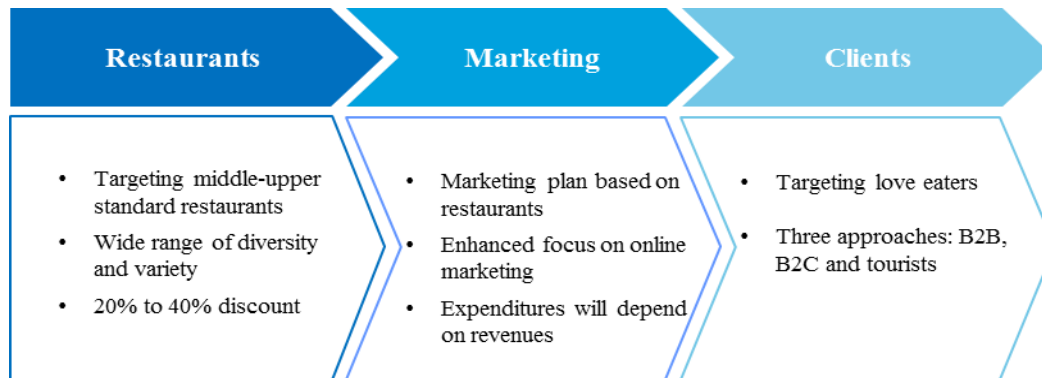 Restaurants
• Targeting middle-upper
standard restaurants
• Wide range of diversity
and variety
• 20% to 40% discount
Marketing
• Marketing plan based on
restaurants
• Enhanced focus on online
marketing
• Expenditures will depend
on revenues
Clients
• Targeting love eaters
• Three approaches: B2B,
B2C and tourists